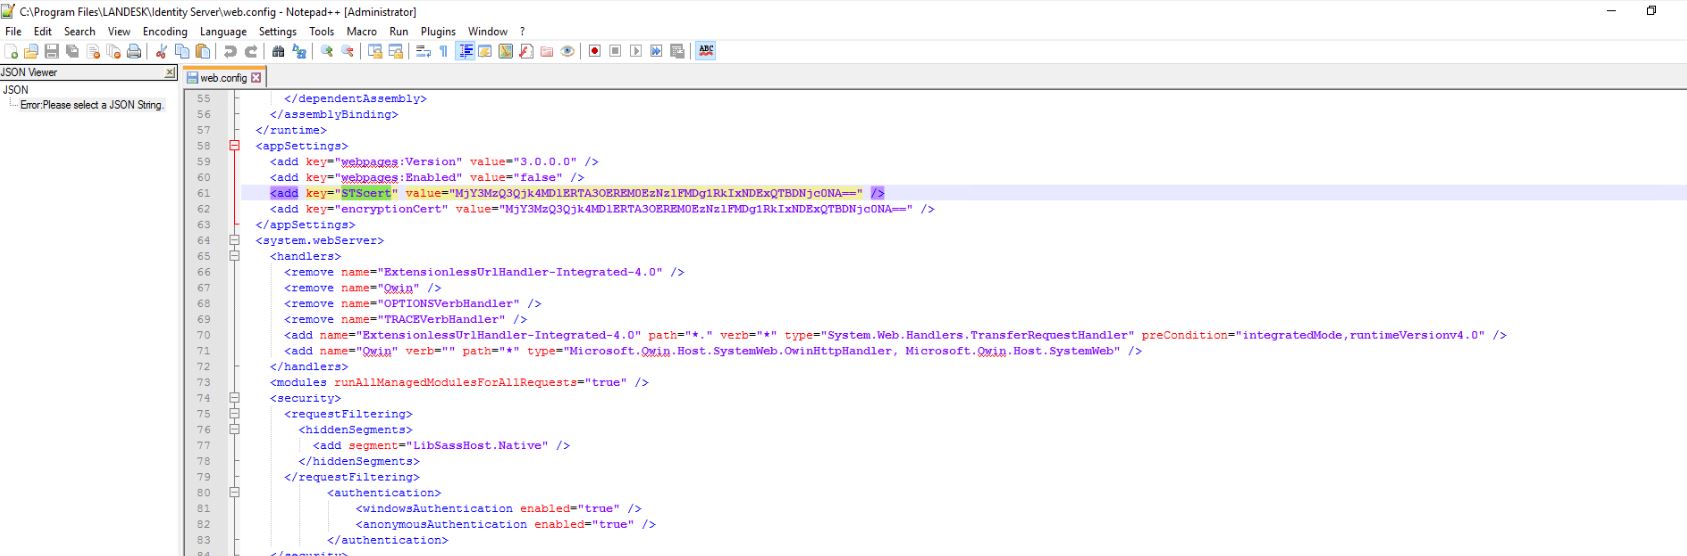 C:\Program Files\LANDESK\Identity Server\web.config - Notepad++ [Administrator]
File Edit Search View Encoding Language Settings Tools Macro Run Plugins Window ?
ABC
JSON Viewer
web.config
JSON
Error:Please select a JSON String.
55 </dependentAssembly>
56 </assemblyBinding>
57 </runtime>
58 <appSettings>
59 <add key="webpages:Version" value="3.0.0.0" />
60 <add key="webpages:Enabled" value="false" />
61 <add key="STScert" value="MjY3MzQ3Qjk4MDlERTA3OEREM0EzNzlFMDg1RkIxNDExQTBDNjc0NA==" />
62 <add key="encryptionCert" value="MjY3MzQ3Qjk4MDlERTA3OEREM0EzNzlFMDg1RkIxNDExQTBDNjc0NA==" />
63 </appSettings>
64 <system.webServer>
65 <handlers>
66 <remove name="ExtensionlessUrlHandler-Integrated-4.0" />
67 <remove name="Owin" />
68 <remove name="OPTIONSVerbHandler" />
69 <remove name="TRACEVerbHandler" />
70 <add name="ExtensionlessUrlHandler-Integrated-4.0" path="*." verb="*" type="System.Web.Handlers.TransferRequestHandler" preCondition="integratedMode,runtimeVersionv4.0" />
71 <add name="Owin" verb="" path="*" type="Microsoft.Owin.Host.SystemWeb.OwinHttpHandler, Microsoft.Owin.Host.SystemWeb" />
72 </handlers>
73 <modules runAllManagedModulesForAllRequests="true" />
74 <security>
75 <requestFiltering>
76 <hiddenSegments>
77 <add segment="LibSassHost.Native" />
78 </hiddenSegments>
79 </requestFiltering>
80 <authentication>
81 <windowsAuthentication enabled="true" />
82 <anonymousAuthentication enabled="true" />
83 </authentication>
84 </security>